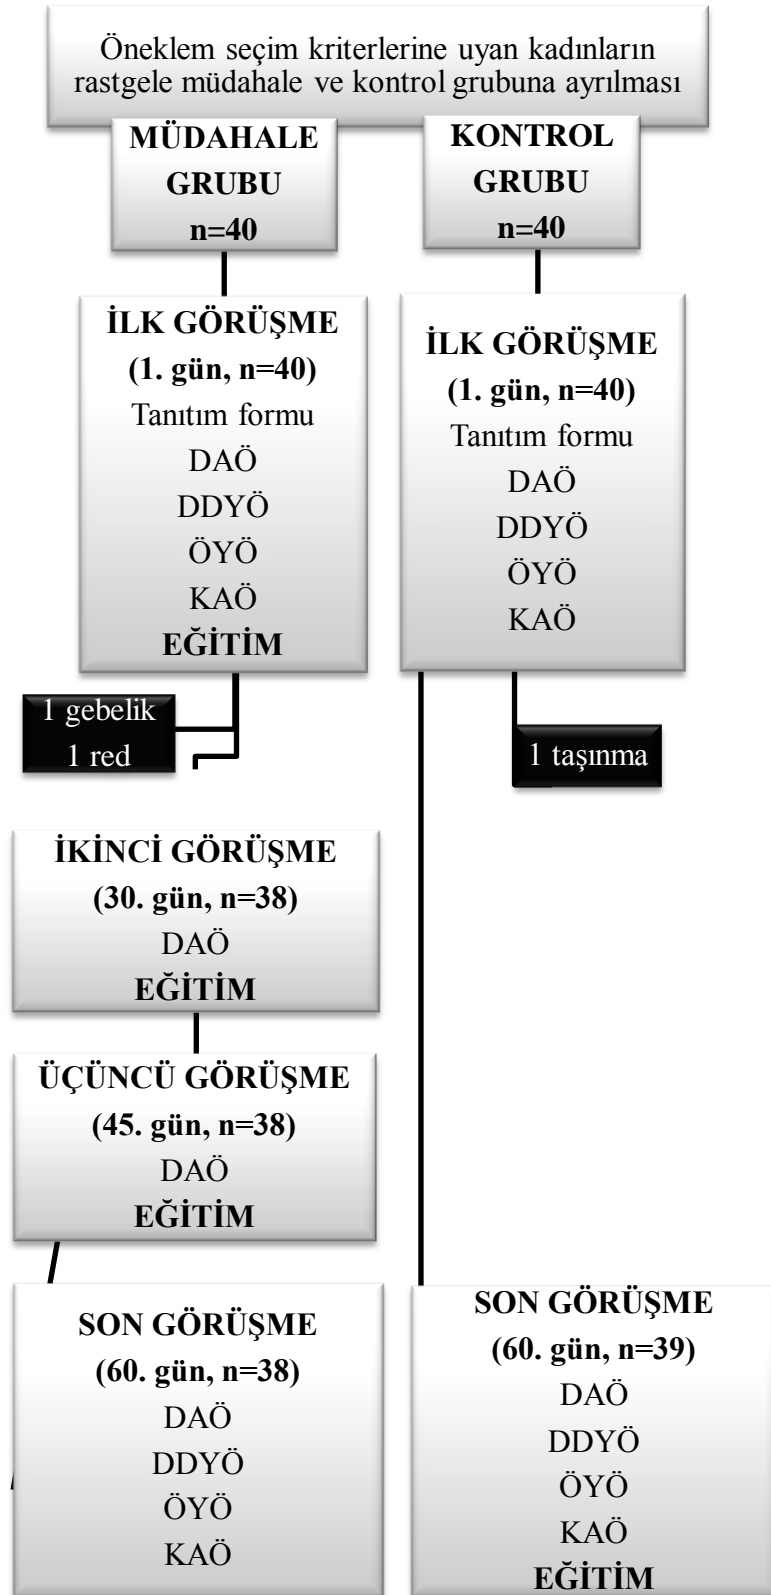 Öneklem seçim kriterlerine uyan kadınların
rastgele müdahale ve kontrol grubuna ayrılması
MÜDAHALE
GRUBU
n=40
KONTROL
GRUBU
n=40
İLK GÖRÜŞME
(1. gün, n=40)
Tanıtım formu
DAÖ
DDYÖ
ÖYÖ
KAÖ
EĞİTİM
İLK GÖRÜŞME
(1. gün, n=40)
Tanıtım formu
DAÖ
DDYÖ
ÖYÖ
KAÖ
1 gebelik
1 red
1 taşınma
İKİNCİ GÖRÜŞME
(30. gün, n=38)
DAÖ
EĞİTİM
ÜÇÜNCÜ GÖRÜŞME
(45. gün, n=38)
DAÖ
EĞİTİM
SON GÖRÜŞME
(60. gün, n=38)
DAÖ
DDYÖ
ÖYÖ
KAÖ
SON GÖRÜŞME
(60. gün, n=39)
DAÖ
DDYÖ
ÖYÖ
KAÖ
EĞİTİM